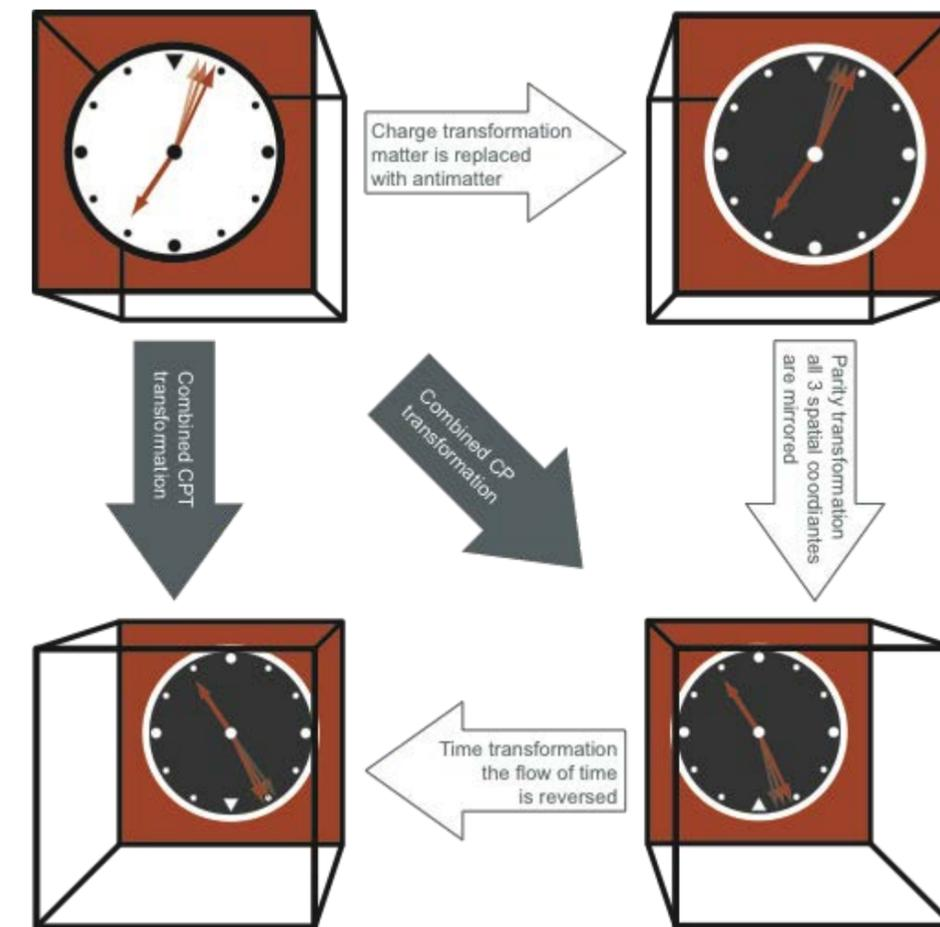 Charge transformation
matter is replaced
with antimatter
Combined CPT
transformation
Combined CP
transformation
Parity transformation
all 3 spatial coordiantes
are mirrored
Time transformation
the flow of time
is reversed